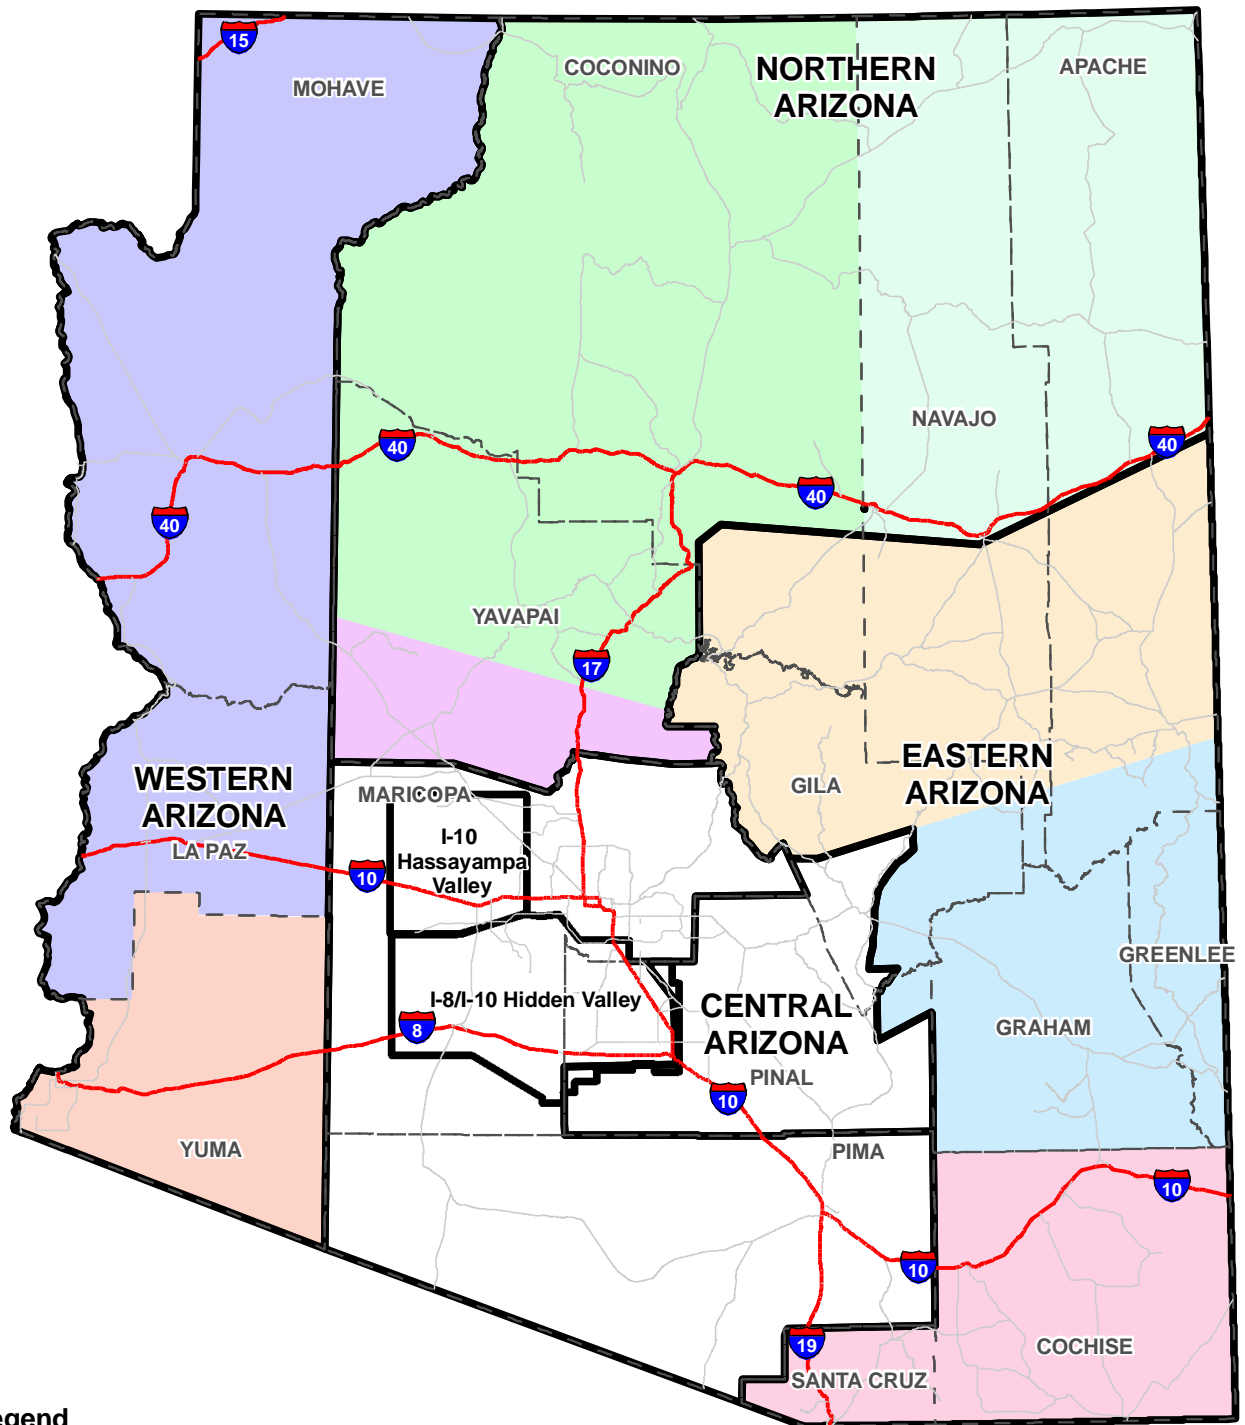 15
MOHAVE
COCONINO
NORTHERN
ARIZONA
APACHE
NAVAJO
40
40
40
40
YAVAPAI
17
WESTERN
ARIZONA
LA PAZ
MARICOPA
I-10
Hassayampa
Valley
10
GILA
EASTERN
ARIZONA
GREENLEE
I-8/I-10 Hidden Valley
8
CENTRAL
ARIZONA
PINAL
GRAHAM
10
YUMA
PIMA
10
10
19
SANTA CRUZ
COCHISE
egend